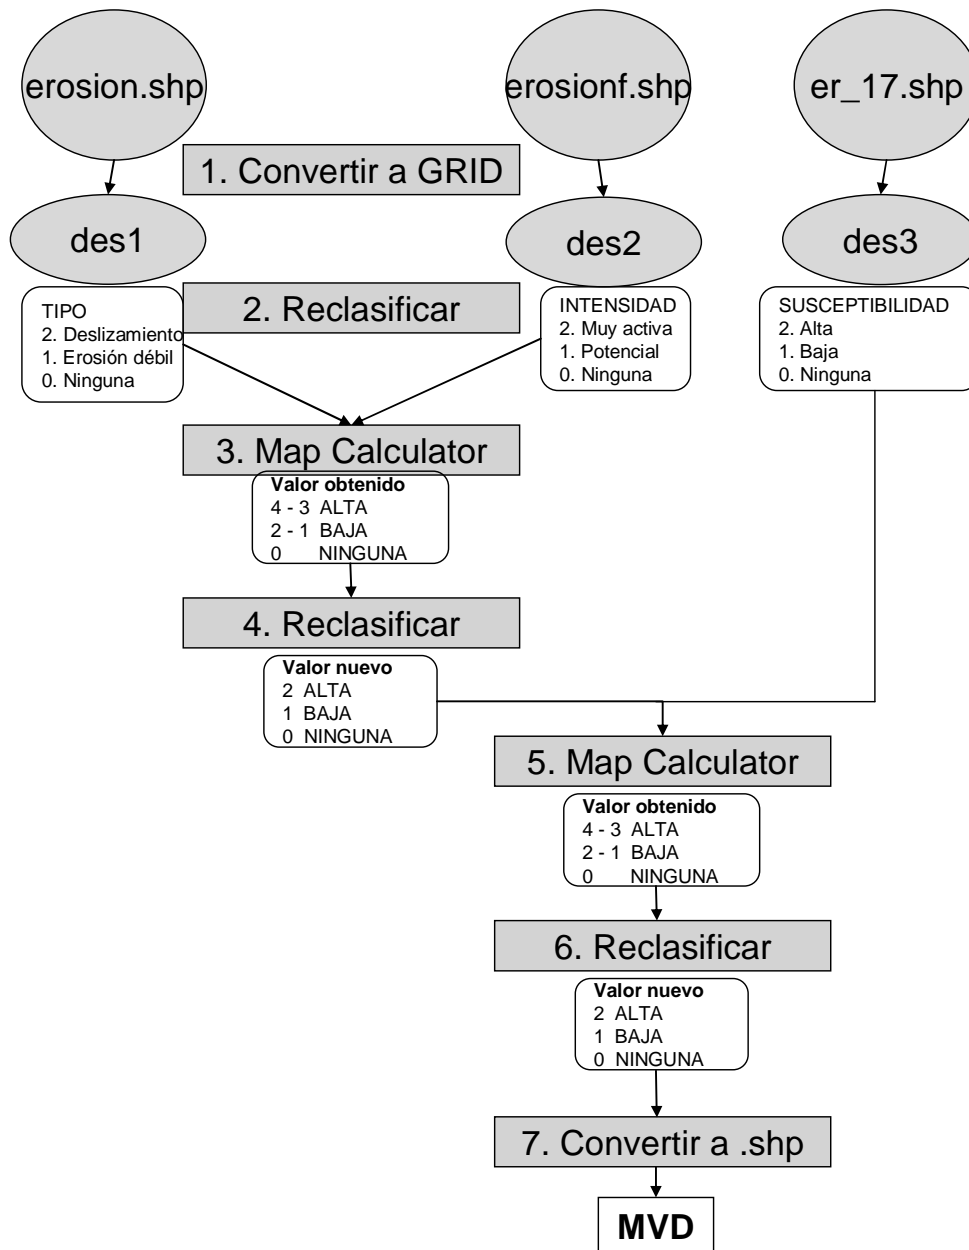 erosion.shp
erosionf.shp
er_17.shp
1. Convertir a GRID
des1
des2
des3
2. Reclasificar
TIPO
2. Deslizamiento
1. Erosión débil
0. Ninguna
INTENSIDAD
2. Muy activa
1. Potencial
0. Ninguna
SUSCEPTIBILIDAD
2. Alta
1. Baja
0. Ninguna
3. Map Calculator
Valor obtenido
4 - 3 ALTA
2 - 1 BAJA
0 NINGUNA
4. Reclasificar
Valor nuevo
2 ALTA
1 BAJA
0 NINGUNA
5. Map Calculator
Valor obtenido
4 - 3 ALTA
2 - 1 BAJA
0 NINGUNA
6. Reclasificar
Valor nuevo
2 ALTA
1 BAJA
0 NINGUNA
7. Convertir a .shp
MVD